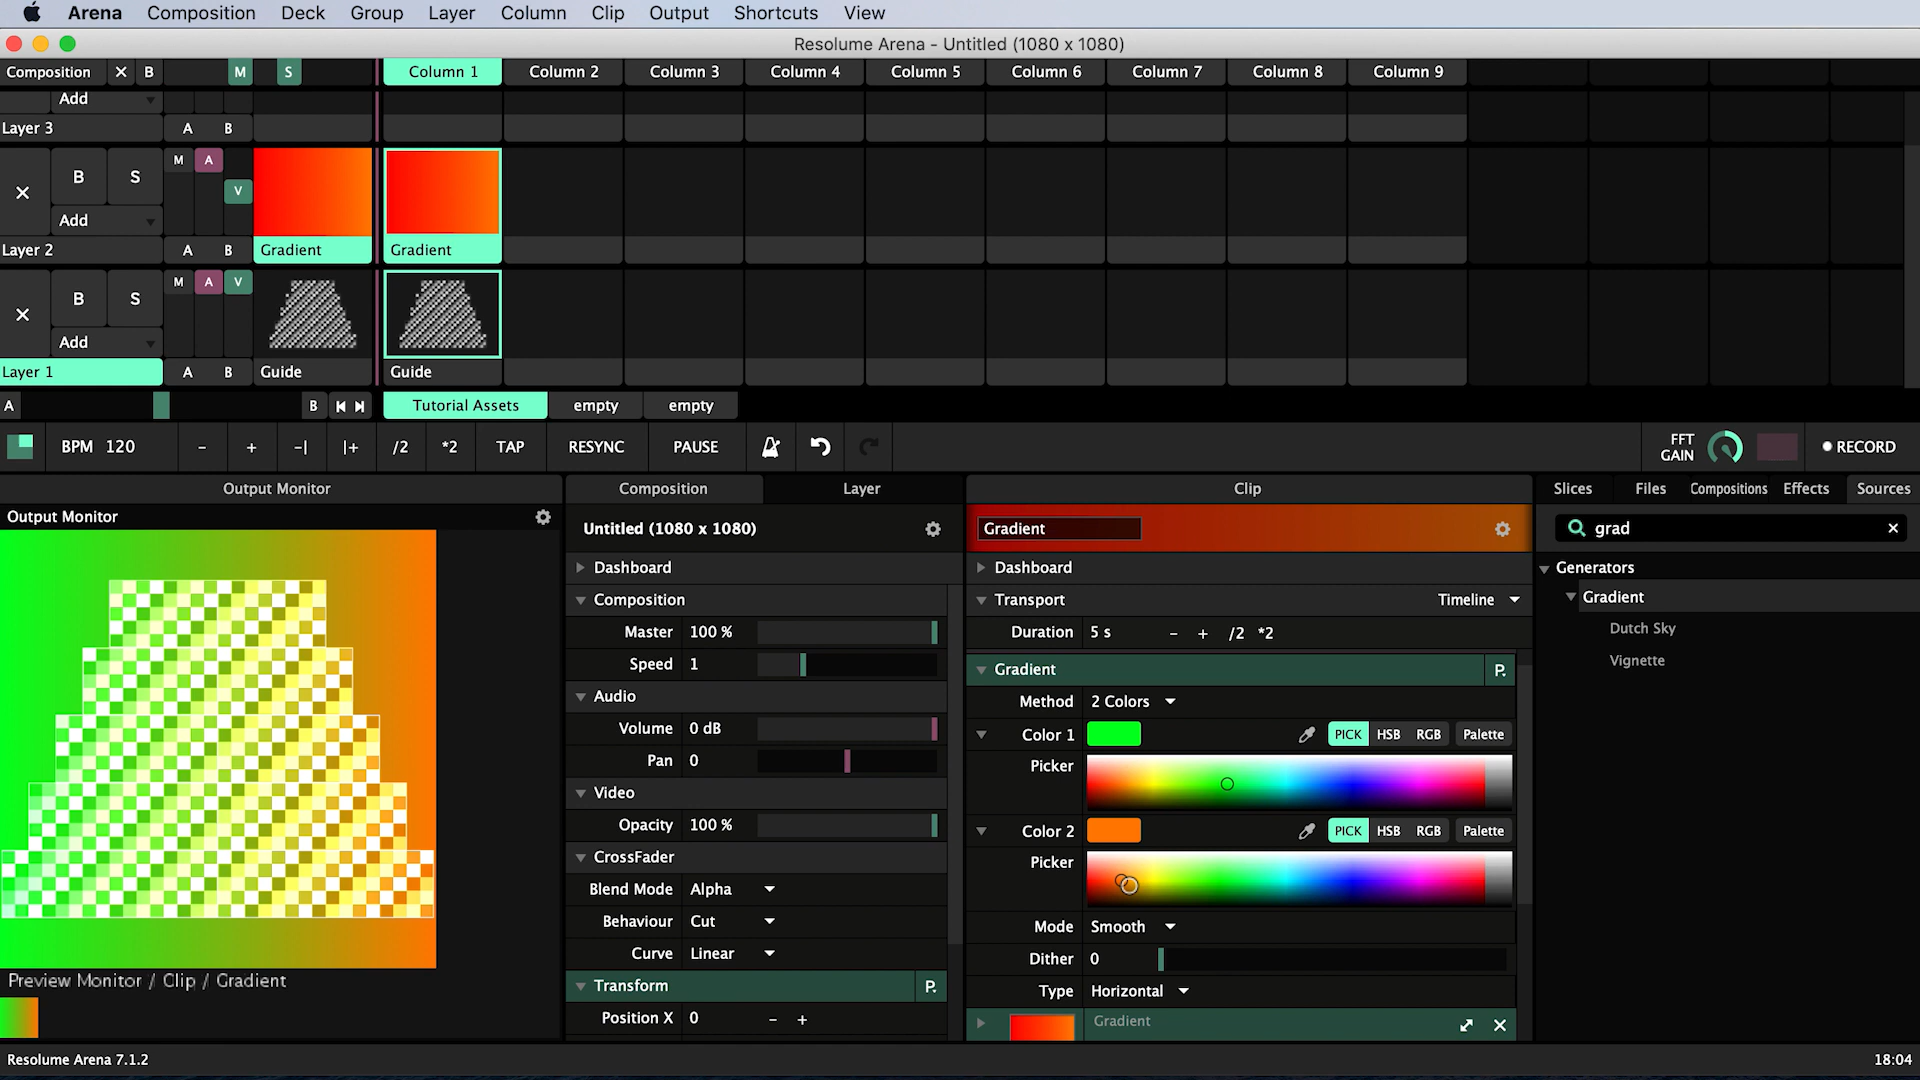 Arena Composition Deck Group Layer Column Clip Output Shortcuts View
Resolume Arena - Untitled (1080 x 1080)
Composition X B M S Column 1 Column 2 Column 3 Column 4 Column 5 Column 6 Column 7 Column 8 Column 9
Add
Layer 3 A B
M A
B S
V
Add
Layer 2 A B Gradient Gradient
M A V
B S
Add
Layer 1 A B Guide Guide
A B Tutorial Assets empty empty
BPM 120 - + -| |+ /2 *2 TAP RESYNC PAUSE FFT GAIN RECORD
Output Monitor Composition Layer Clip Slices Files Compositions Effects Sources
Output Monitor
Untitled (1080 x 1080) Gradient grad
Dashboard Dashboard Generators
Composition Transport Timeline Gradient
Master 100 % Duration 5 s - + /2 *2 Dutch Sky
Speed 1 Gradient P. Vignette
Audio Method 2 Colors
Volume 0 dB Color 1 PICK HSB RGB Palette
Pan 0 Picker
Video
Opacity 100 % Color 2 PICK HSB RGB Palette
CrossFader Picker
Blend Mode Alpha
Behaviour Cut Mode Smooth
Curve Linear Dither 0
Transform P. Type Horizontal
Preview Monitor / Clip / Gradient
Position X 0 - + Gradient
Resolume Arena 7.1.2 18:04